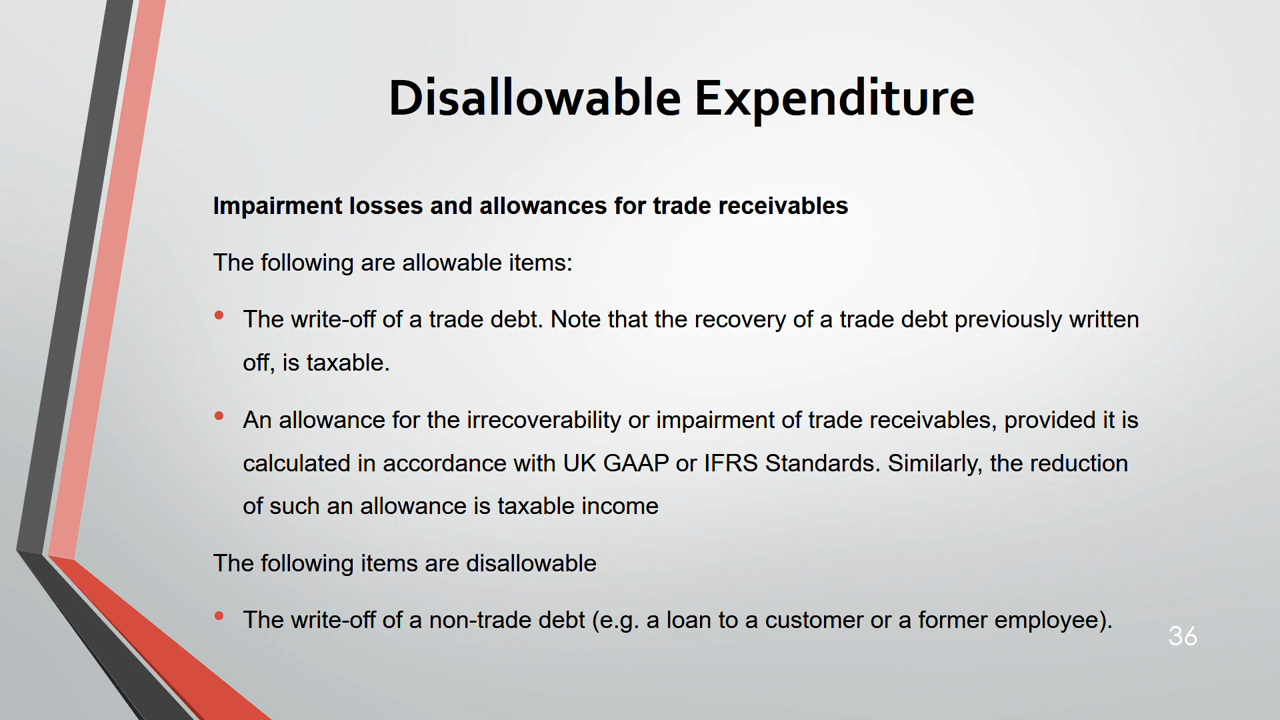 Disallowable Expenditure
Impairment losses and allowances for trade receivables
The following are allowable items:
• The write-off of a trade debt. Note that the recovery of a trade debt previously written
off, is taxable.
• An allowance for the irrecoverability or impairment of trade receivables, provided it is
calculated in accordance with UK GAAP or IFRS Standards. Similarly, the reduction
of such an allowance is taxable income
The following items are disallowable
• The write-off of a non-trade debt (e.g. a loan to a customer or a former employee).
36